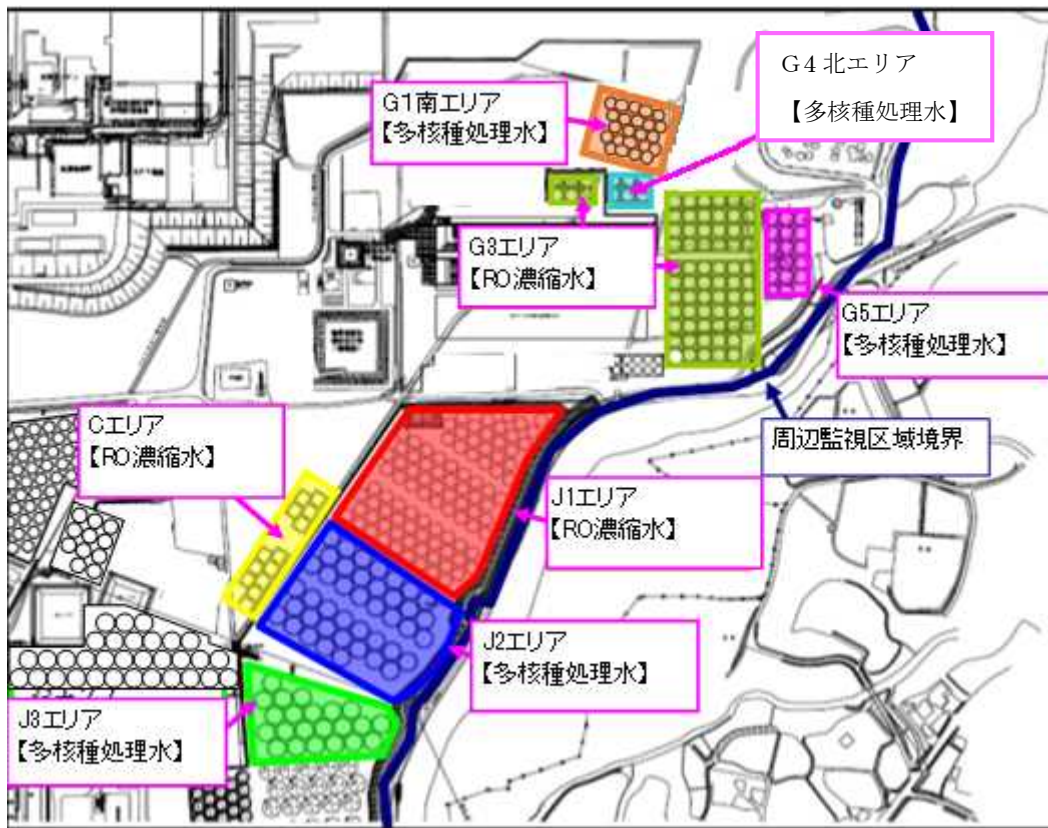 G4北エリア
【多核種処理水】
G1南エリア
【多核種処理水】
G3エリア
【RO濃縮水】
G5エリア
【多核種処理水】
Cエリア
【RO濃縮水】
周辺監視区域境界
J1エリア
【RO濃縮水】
J2エリア
【多核種処理水】
J3エリア
【多核種処理水】